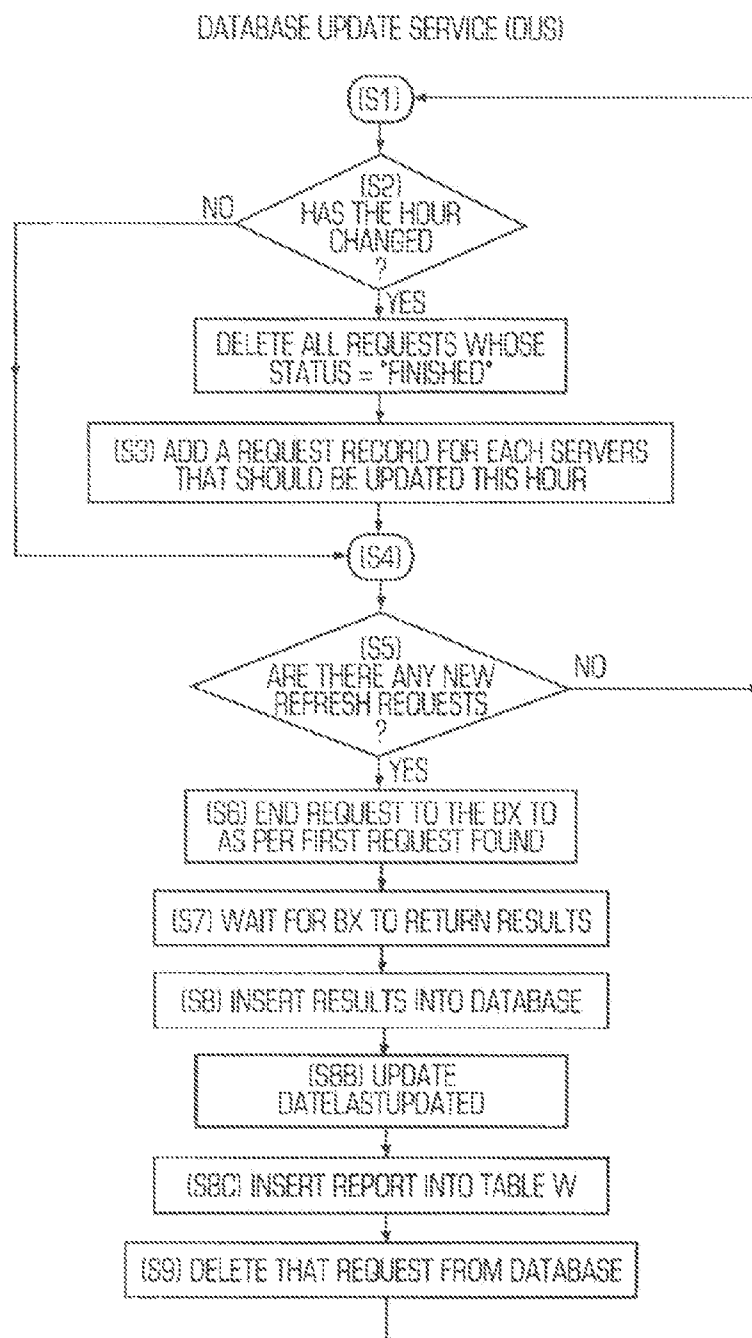 DATABASE UPDATE SERVICE (DUS)
(S1)
(S2)
HAS THE HOUR
CHANGED
?
NO
YES
DELETE ALL REQUESTS WHOSE
STATUS = "FINISHED"
(S3) ADD A REQUEST RECORD FOR EACH SERVERS
THAT SHOULD BE UPDATED THIS HOUR
(S4)
(S5)
ARE THERE ANY NEW
REFRESH REQUESTS
?
NO
YES
(S6) END REQUEST TO THE BX TO
AS PER FIRST REQUEST FOUND
(S7) WAIT FOR BX TO RETURN RESULTS
(S8) INSERT RESULTS INTO DATABASE
(S8B) UPDATE
DATELASTUPDATED
(S8C) INSERT REPORT INTO TABLE W
(S9) DELETE THAT REQUEST FROM DATABASE